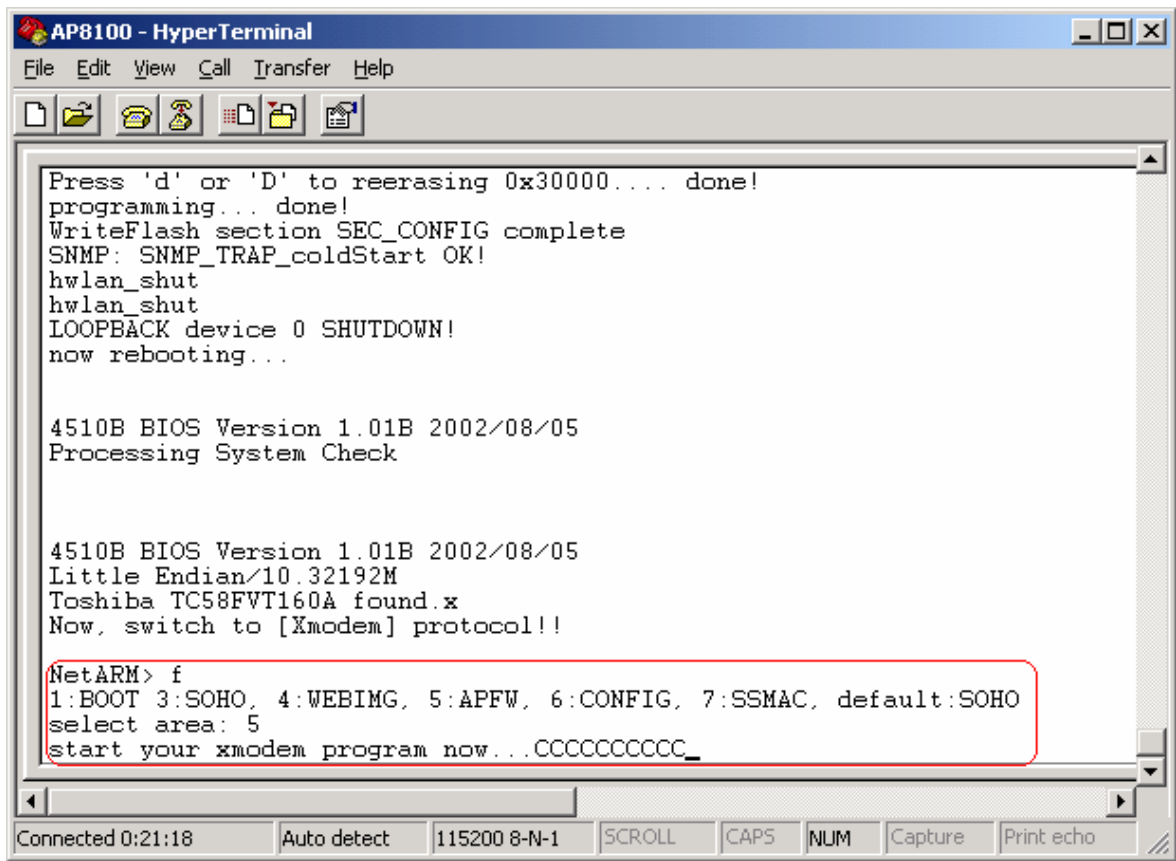 AP8100 - HyperTerminal
File Edit View Call Transfer Help
Press 'd' or 'D' to reerasing 0x30000.... done!
programming... done!
WriteFlash section SEC_CONFIG complete
SNMP: SNMP_TRAP_coldStart OK!
hwlan_shut
hwlan_shut
LOOPBACK device 0 SHUTDOWN!
now rebooting...
4510B BIOS Version 1.01B 2002/08/05
Processing System Check
4510B BIOS Version 1.01B 2002/08/05
Little Endian/10.32192M
Toshiba TC58FVT160A found.x
Now, switch to [Xmodem] protocol!!
NetARM> f
1:BOOT 3:SOHO, 4:WEBIMG, 5:APFW, 6:CONFIG, 7:SSMAC, default:SOHO
select area: 5
start your xmodem program now...CCCCCCCCCC_
Connected 0:21:18 Auto detect 115200 8-N-1 SCROLL CAPS NUM Capture Print echo